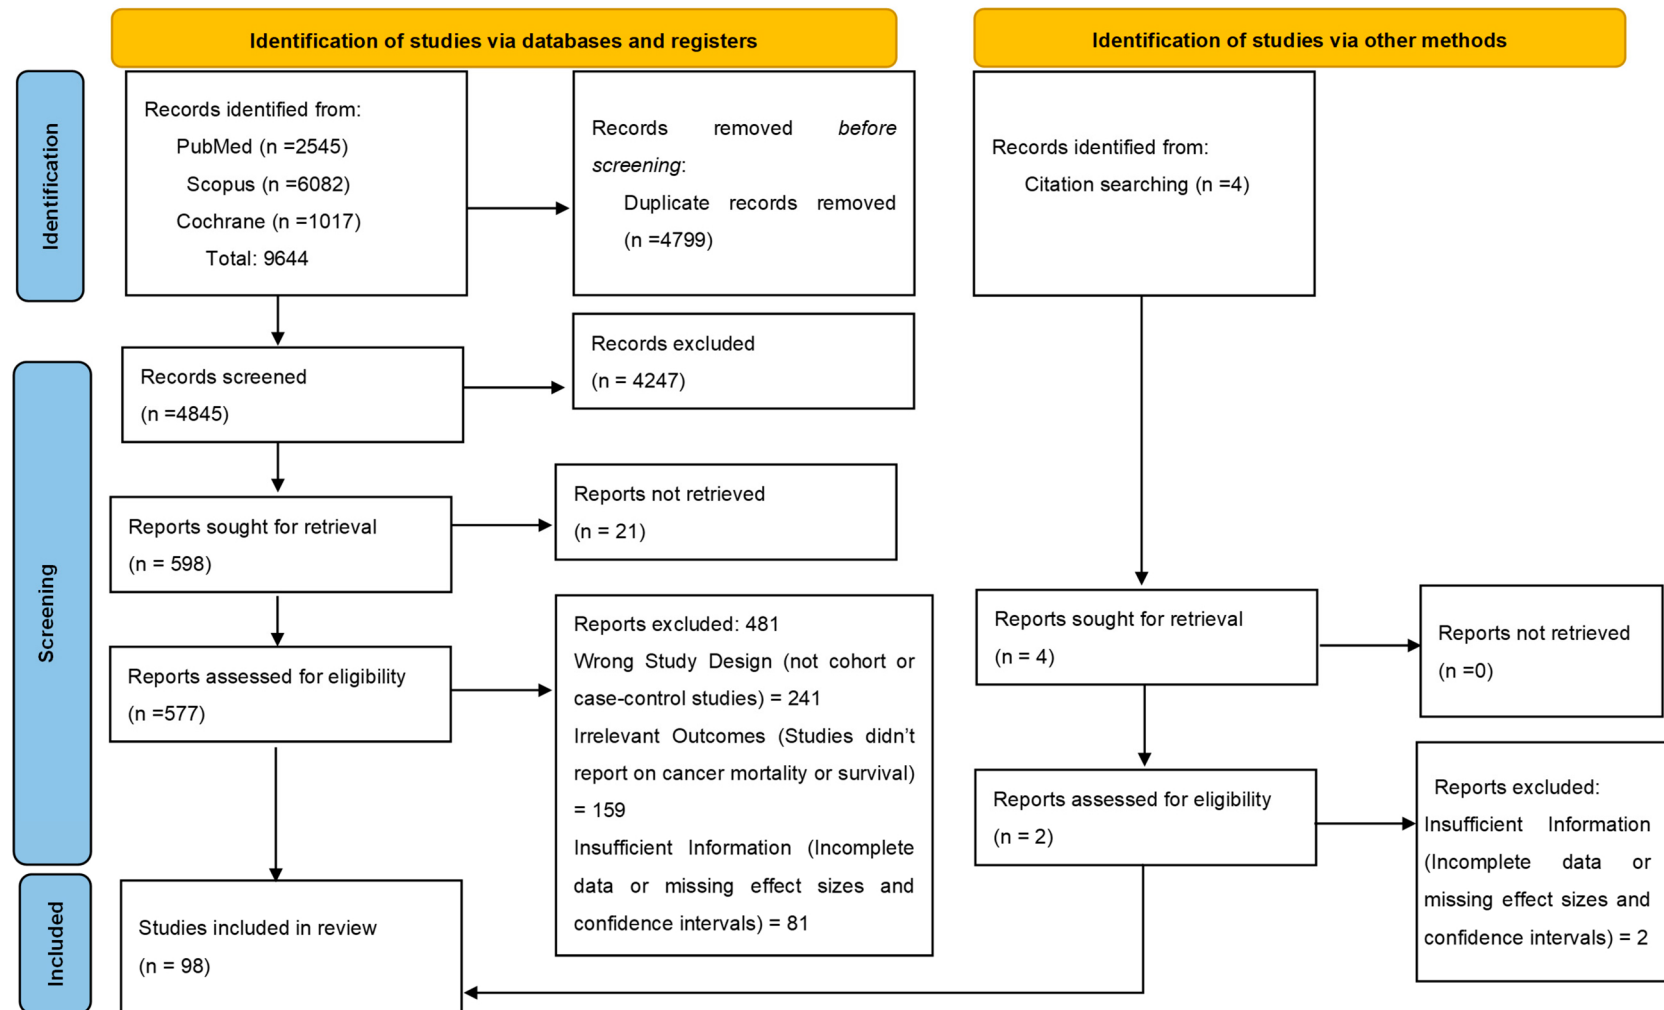 Identification of studies via databases and registers
Identification of studies via other methods
Identification
Records identified from:
PubMed (n =2545)
Scopus (n =6082)
Cochrane (n =1017)
Total: 9644
Records removed before
screening:
Duplicate records removed
(n =4799)
Records identified from:
Citation searching (n =4)
Screening
Records screened
(n =4845)
Records excluded
(n = 4247)
Reports sought for retrieval
(n = 598)
Reports not retrieved
(n = 21)
Reports assessed for eligibility
(n =577)
Reports excluded: 481
Wrong Study Design (not cohort or
case-control studies) = 241
Irrelevant Outcomes (Studies didn’t
report on cancer mortality or survival)
= 159
Insufficient Information (Incomplete
data or missing effect sizes and
confidence intervals) = 81
Reports sought for retrieval
(n = 4)
Reports not retrieved
(n =0)
Reports assessed for eligibility
(n = 2)
Reports excluded:
Insufficient Information
(Incomplete data or
missing effect sizes and
confidence intervals) = 2
Included
Studies included in review
(n = 98)